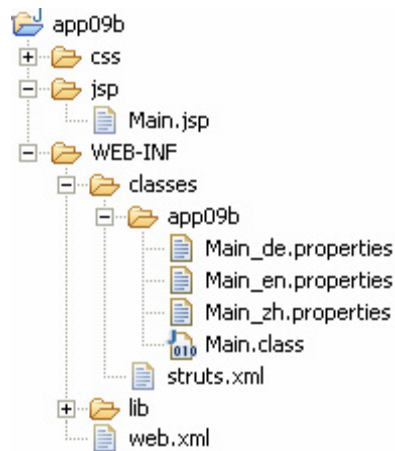 app09b
css
jsp
Main.jsp
WEB-INF
classes
app09b
Main_de.properties
Main_en.properties
Main_zh.properties
Main.class
struts.xml
lib
web.xml